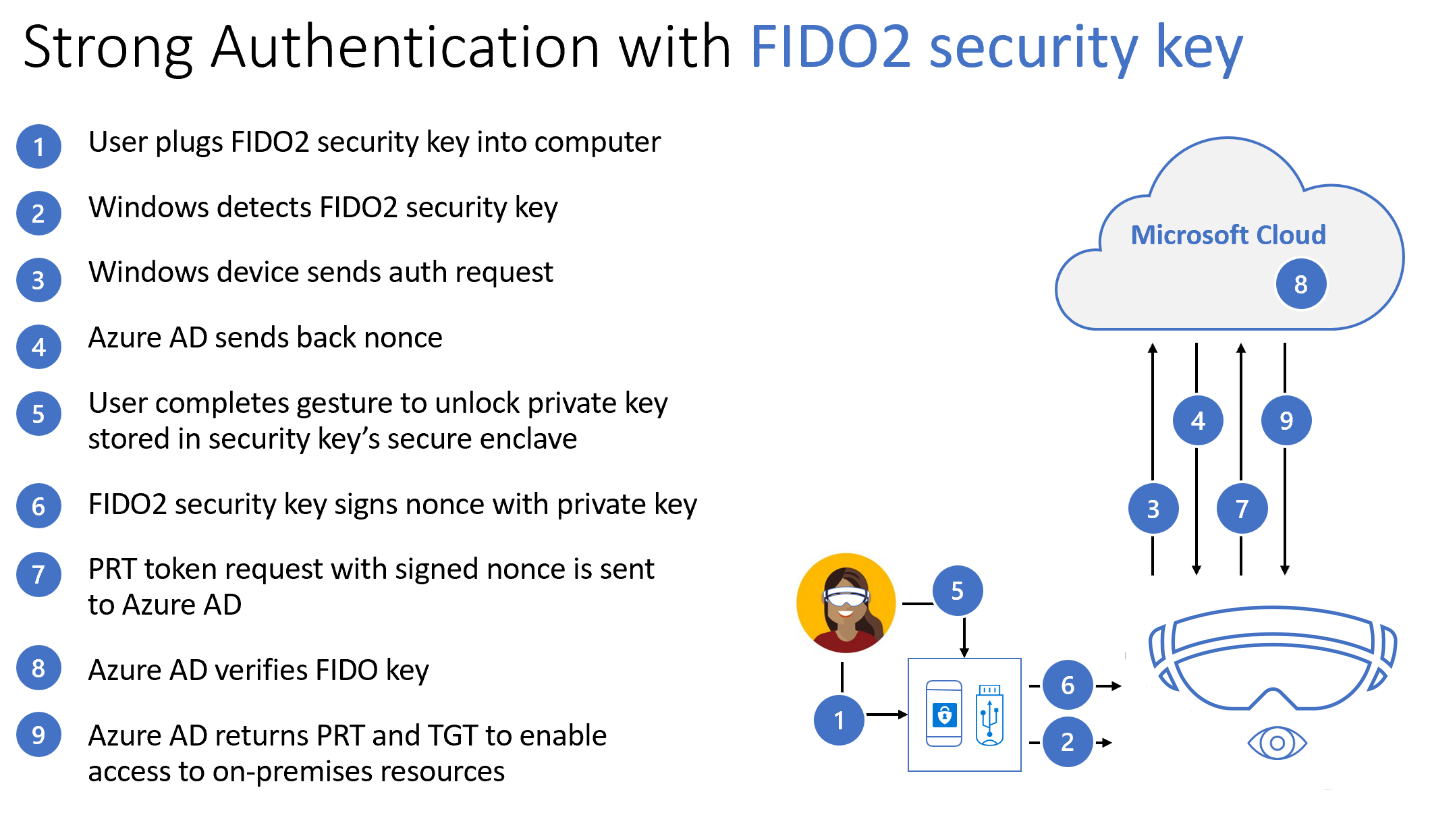 Strong Authentication with FIDO2 security key
1 User plugs FIDO2 security key into computer
2 Windows detects FIDO2 security key
3 Windows device sends auth request
4 Azure AD sends back nonce
5 User completes gesture to unlock private key
stored in security key’s secure enclave
6 FIDO2 security key signs nonce with private key
7 PRT token request with signed nonce is sent
to Azure AD
8 Azure AD verifies FIDO key
9 Azure AD returns PRT and TGT to enable
access to on-premises resources
Microsoft Cloud
8
4 9
3 7
5
6
1
2